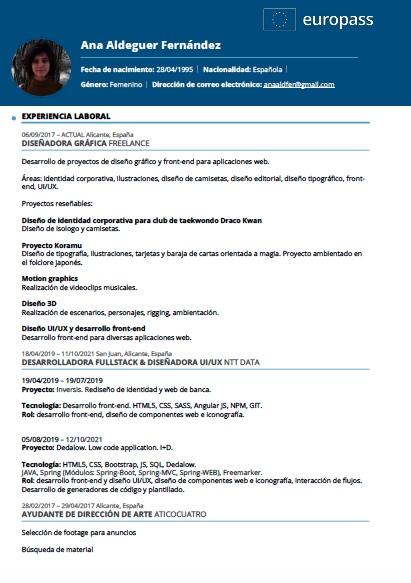 europass
Ana Aldeguer Fernández
Fecha de nacimiento: 28/04/1995 | Nacionalidad: Española |
Género: Femenino | Dirección de correo electrónico: anaaldfer@gmail.com
EXPERIENCIA LABORAL
06/09/2017 – ACTUAL Alicante, España
DISEÑADORA GRÁFICA FREELANCE
Desarrollo de proyectos de diseño gráfico y front-end para aplicaciones web.
Áreas: identidad corporativa, ilustraciones, diseño de camisetas, diseño editorial, diseño tipográfico, front-
end, UI/UX.
Proyectos reseñables:
Diseño de identidad corporativa para club de taekwondo Draco Kwan
Diseño de isologo y camisetas.
Proyecto Koramu
Diseño de tipografía, ilustraciones, tarjetas y baraja de cartas orientada a magia. Proyecto ambientado en
el folclore japonés.
Motion graphics
Realización de videoclips musicales.
Diseño 3D
Realización de escenarios, personajes, rigging, ambientación.
Diseño UI/UX y desarrollo front-end
Desarrollo front-end para diversas aplicaciones web.
18/04/2019 – 11/10/2021 San Juan, Alicante, España
DESARROLLADORA FULLSTACK & DISEÑADORA UI/UX NTT DATA
19/04/2019 – 19/07/2019
Proyecto: Inversis. Rediseño de identidad y web de banca.
Tecnología: Desarrollo front-end. HTML5, CSS, SASS, Angular JS, NPM, GIT.
Rol: desarrollo front-end, diseño de componentes web e iconografía.
05/08/2019 – 12/10/2021
Proyecto: Dedalow. Low code application. I+D.
Tecnología: HTML5, CSS, Bootstrap, JS, SQL, Dedalow.
JAVA, Spring (Módulos: Spring-Boot, Spring-MVC, Spring-WEB), Freemarker.
Rol: desarrollo front-end y diseño UI/UX, diseño de componentes web e iconografía, interacción de flujos.
Desarrollo de generadores de código y plantillado.
28/02/2017 – 29/04/2017 Alicante, España
AYUDANTE DE DIRECCIÓN DE ARTE ATICOCUATRO
Selección de footage para anuncios
Búsqueda de material